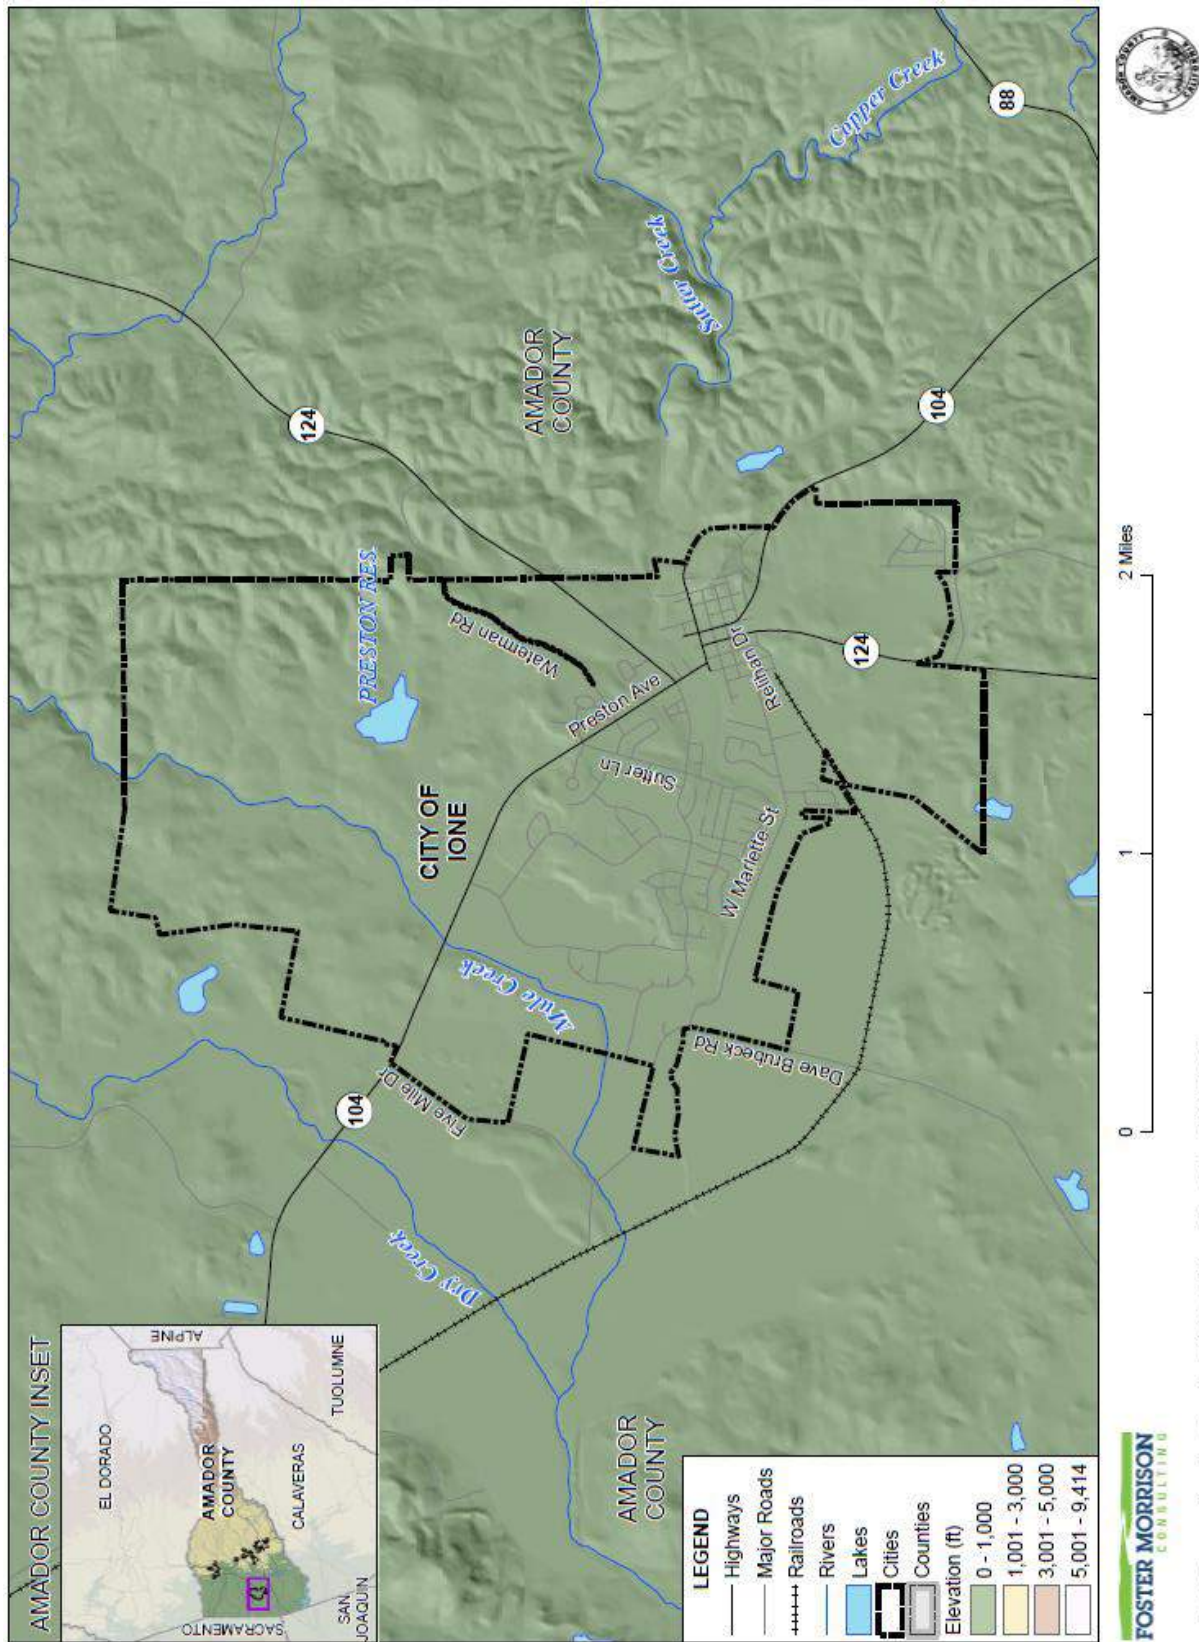 AMADOR COUNTY INSET
EL DORADO
ALPINE
AMADOR
COUNTY
SACRAMENTO
CALAVERAS
SAN
JOAQUIN
TUOLUMNE
104
124
PRESTON RES.
CITY OF
IONE
Waterman Rd
Preston Ave
Five Mile Dr
Mule Creek
Sutter Ln
Dry Creek
AMADOR
COUNTY
Sutter Creek
Copper Creek
88
W Marlette St
Relihan Dr
Dave Brubeck Rd
124
104
AMADOR
COUNTY
LEGEND
Highways
Major Roads
Railroads
Rivers
Lakes
Cities
Counties
Elevation (ft)
0 - 1,000
1,001 - 3,000
3,001 - 5,000
5,001 - 9,414
0
1
2 Miles
FOSTER MORRISON
CONSULTING
AMADOR COUNTY